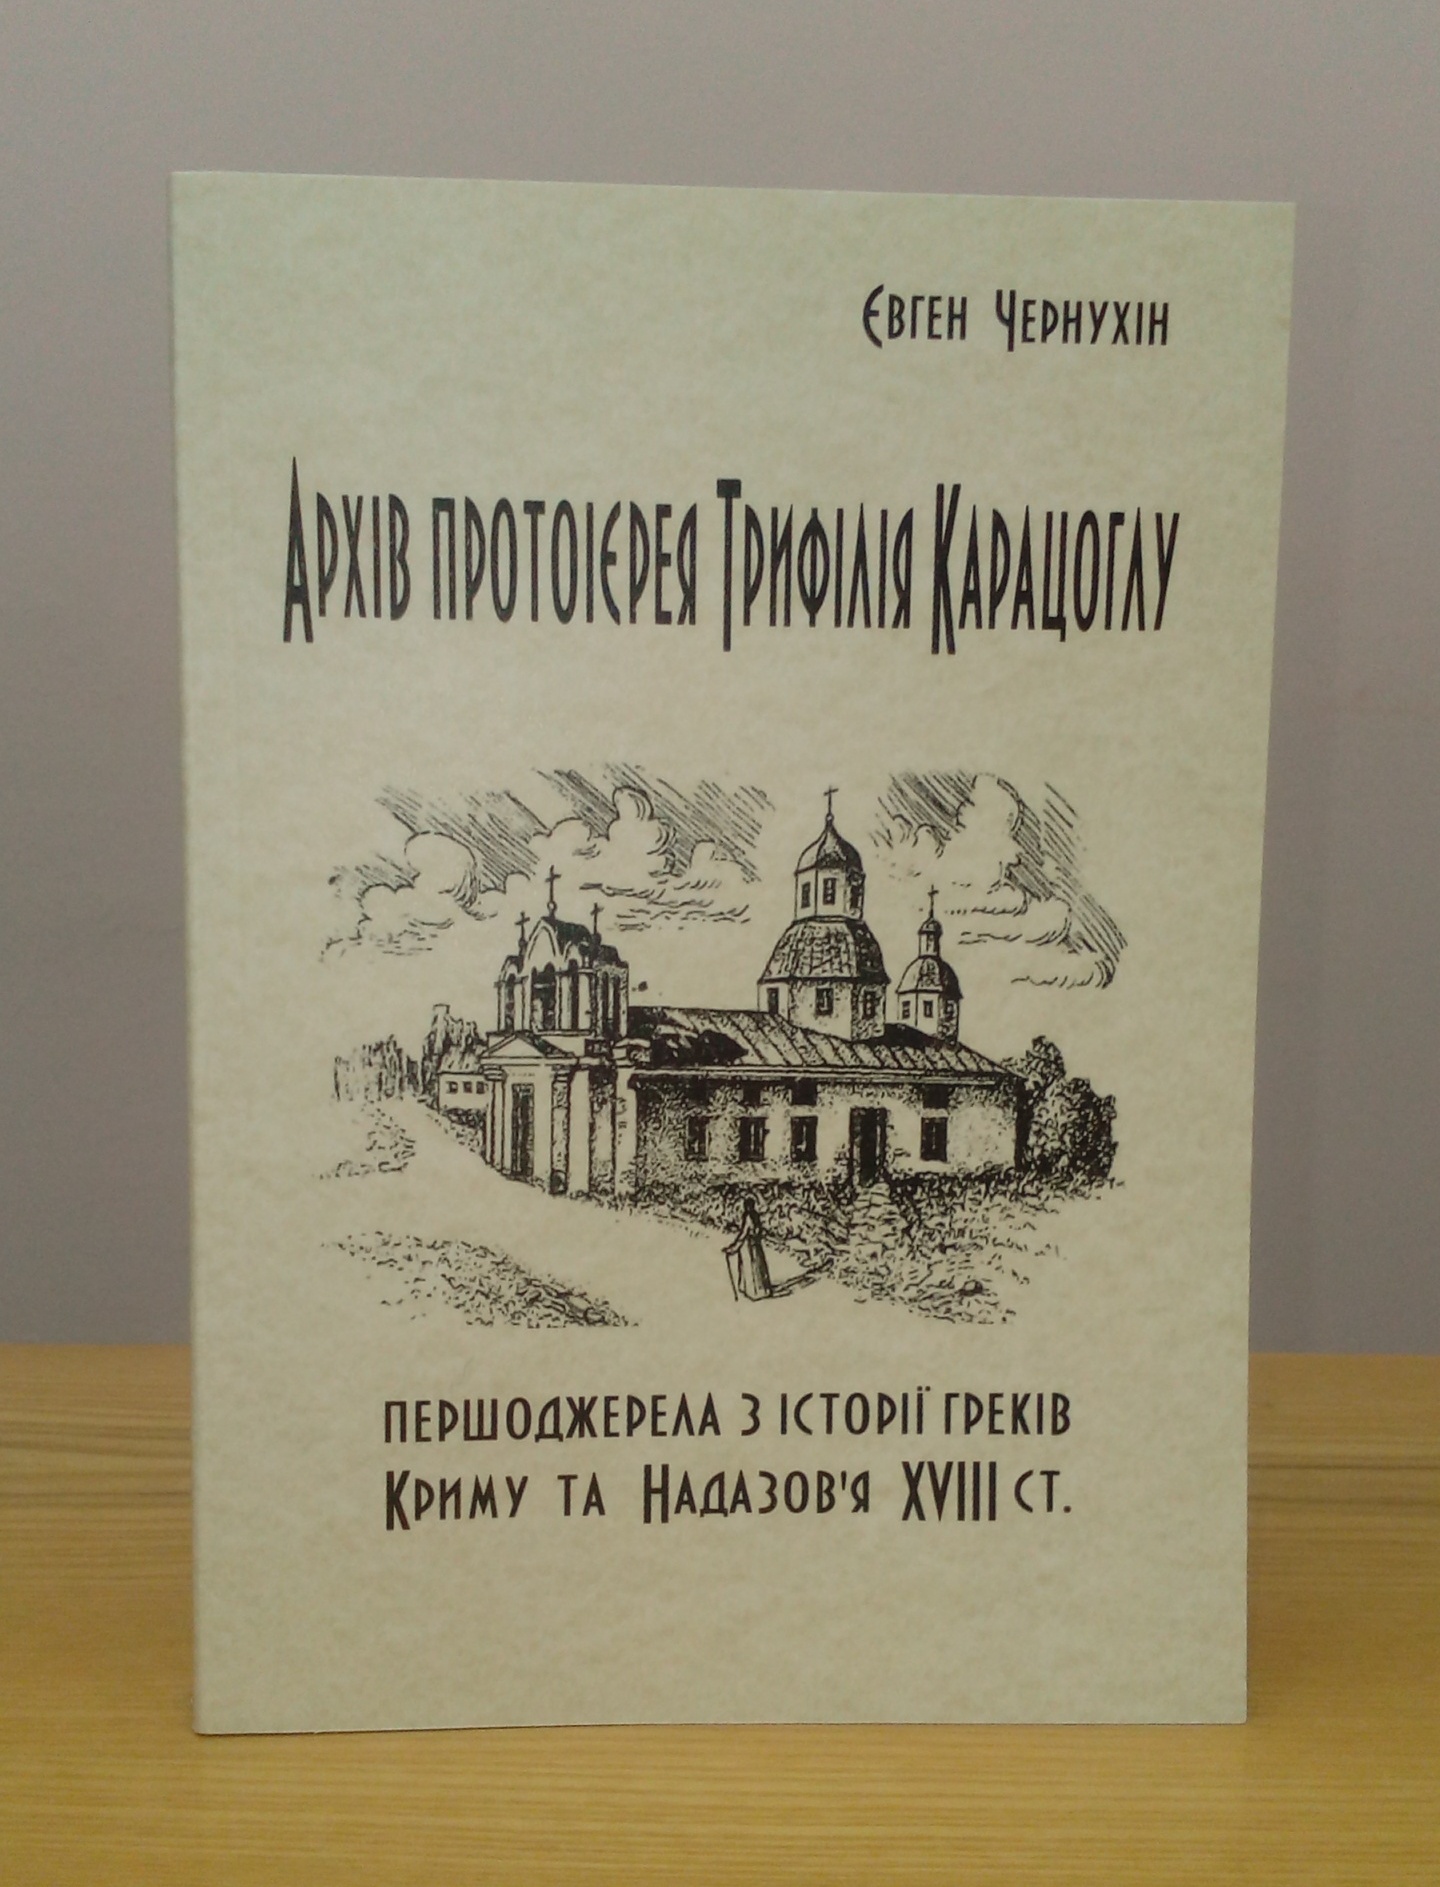 Євген Чернухін
Архів протоієрея Трифілія Карацоглу
першоджерела з історії греків
Криму та Надазов'я XVIII ст.